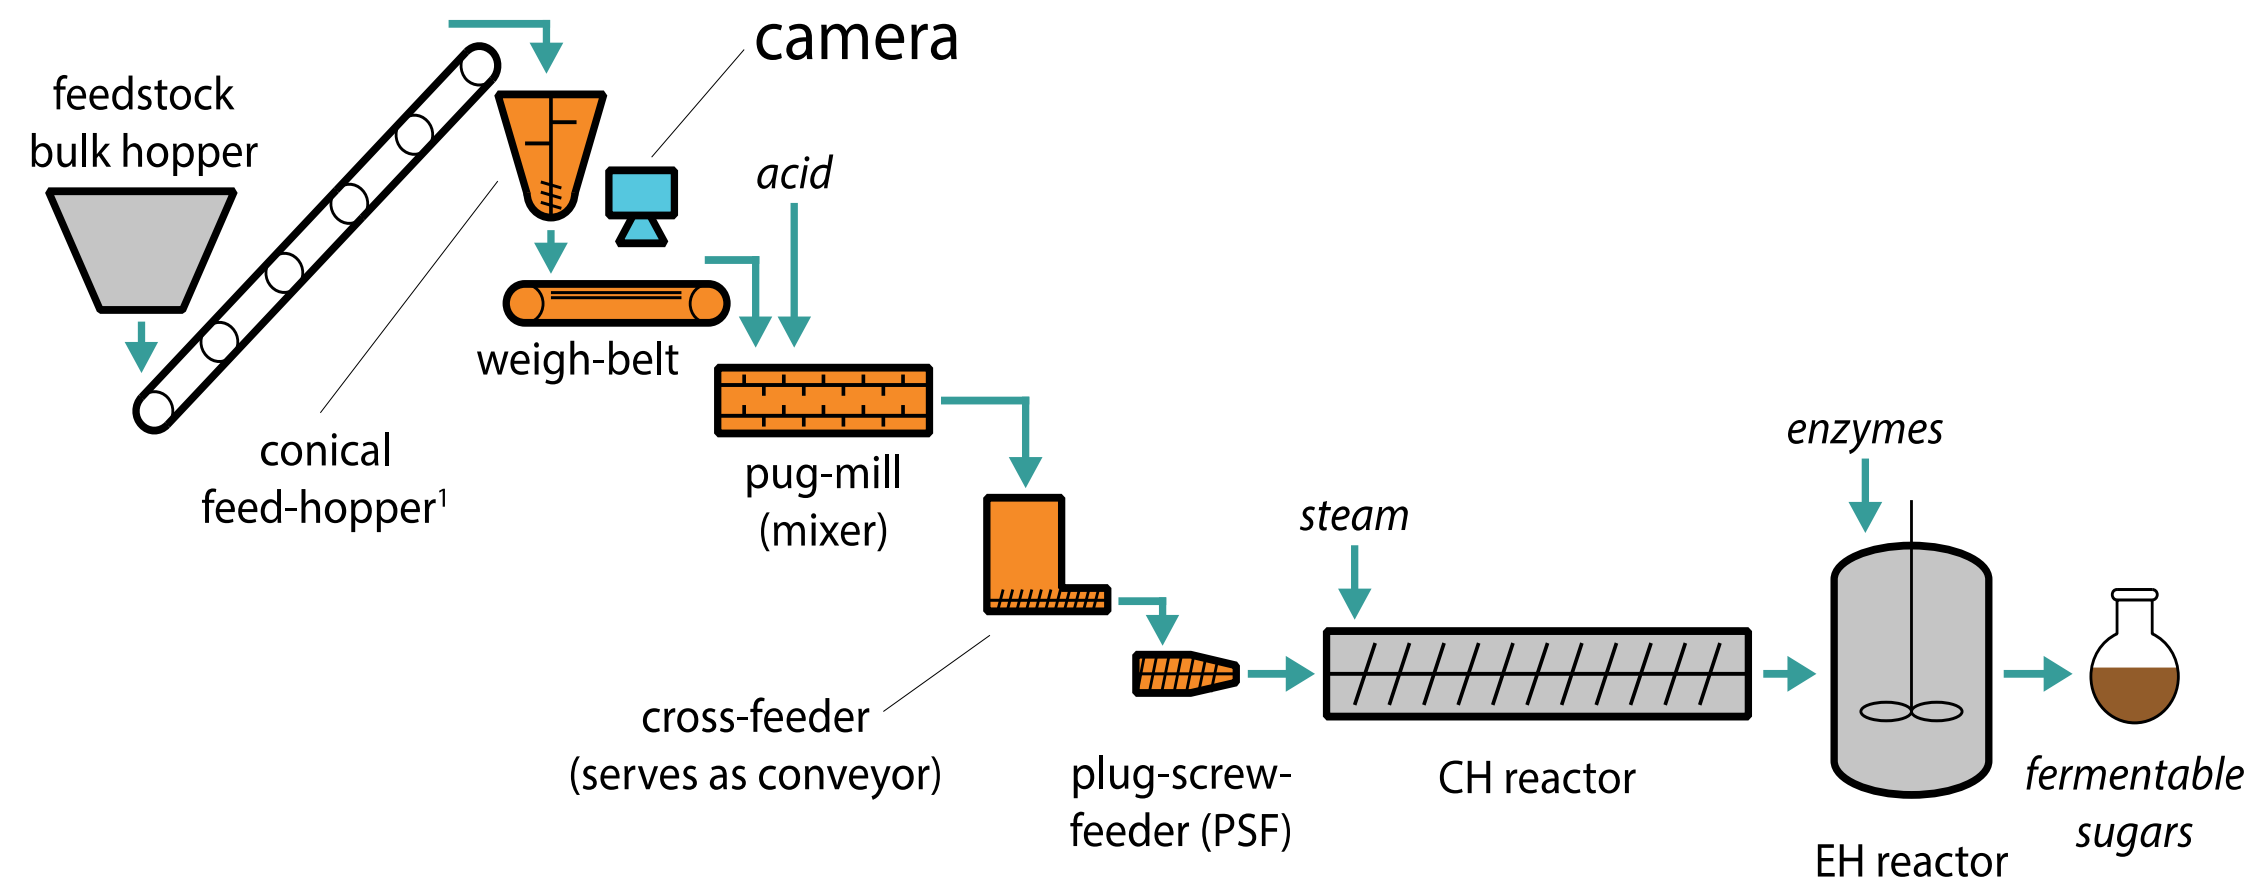 camera
feedstock
bulk hopper
acid
weigh-belt
conical
feed-hopper¹
pug-mill
(mixer)
enzymes
steam
cross-feeder
(serves as conveyor)
plug-screw-
feeder (PSF)
CH reactor
EH reactor
fermentable
sugars